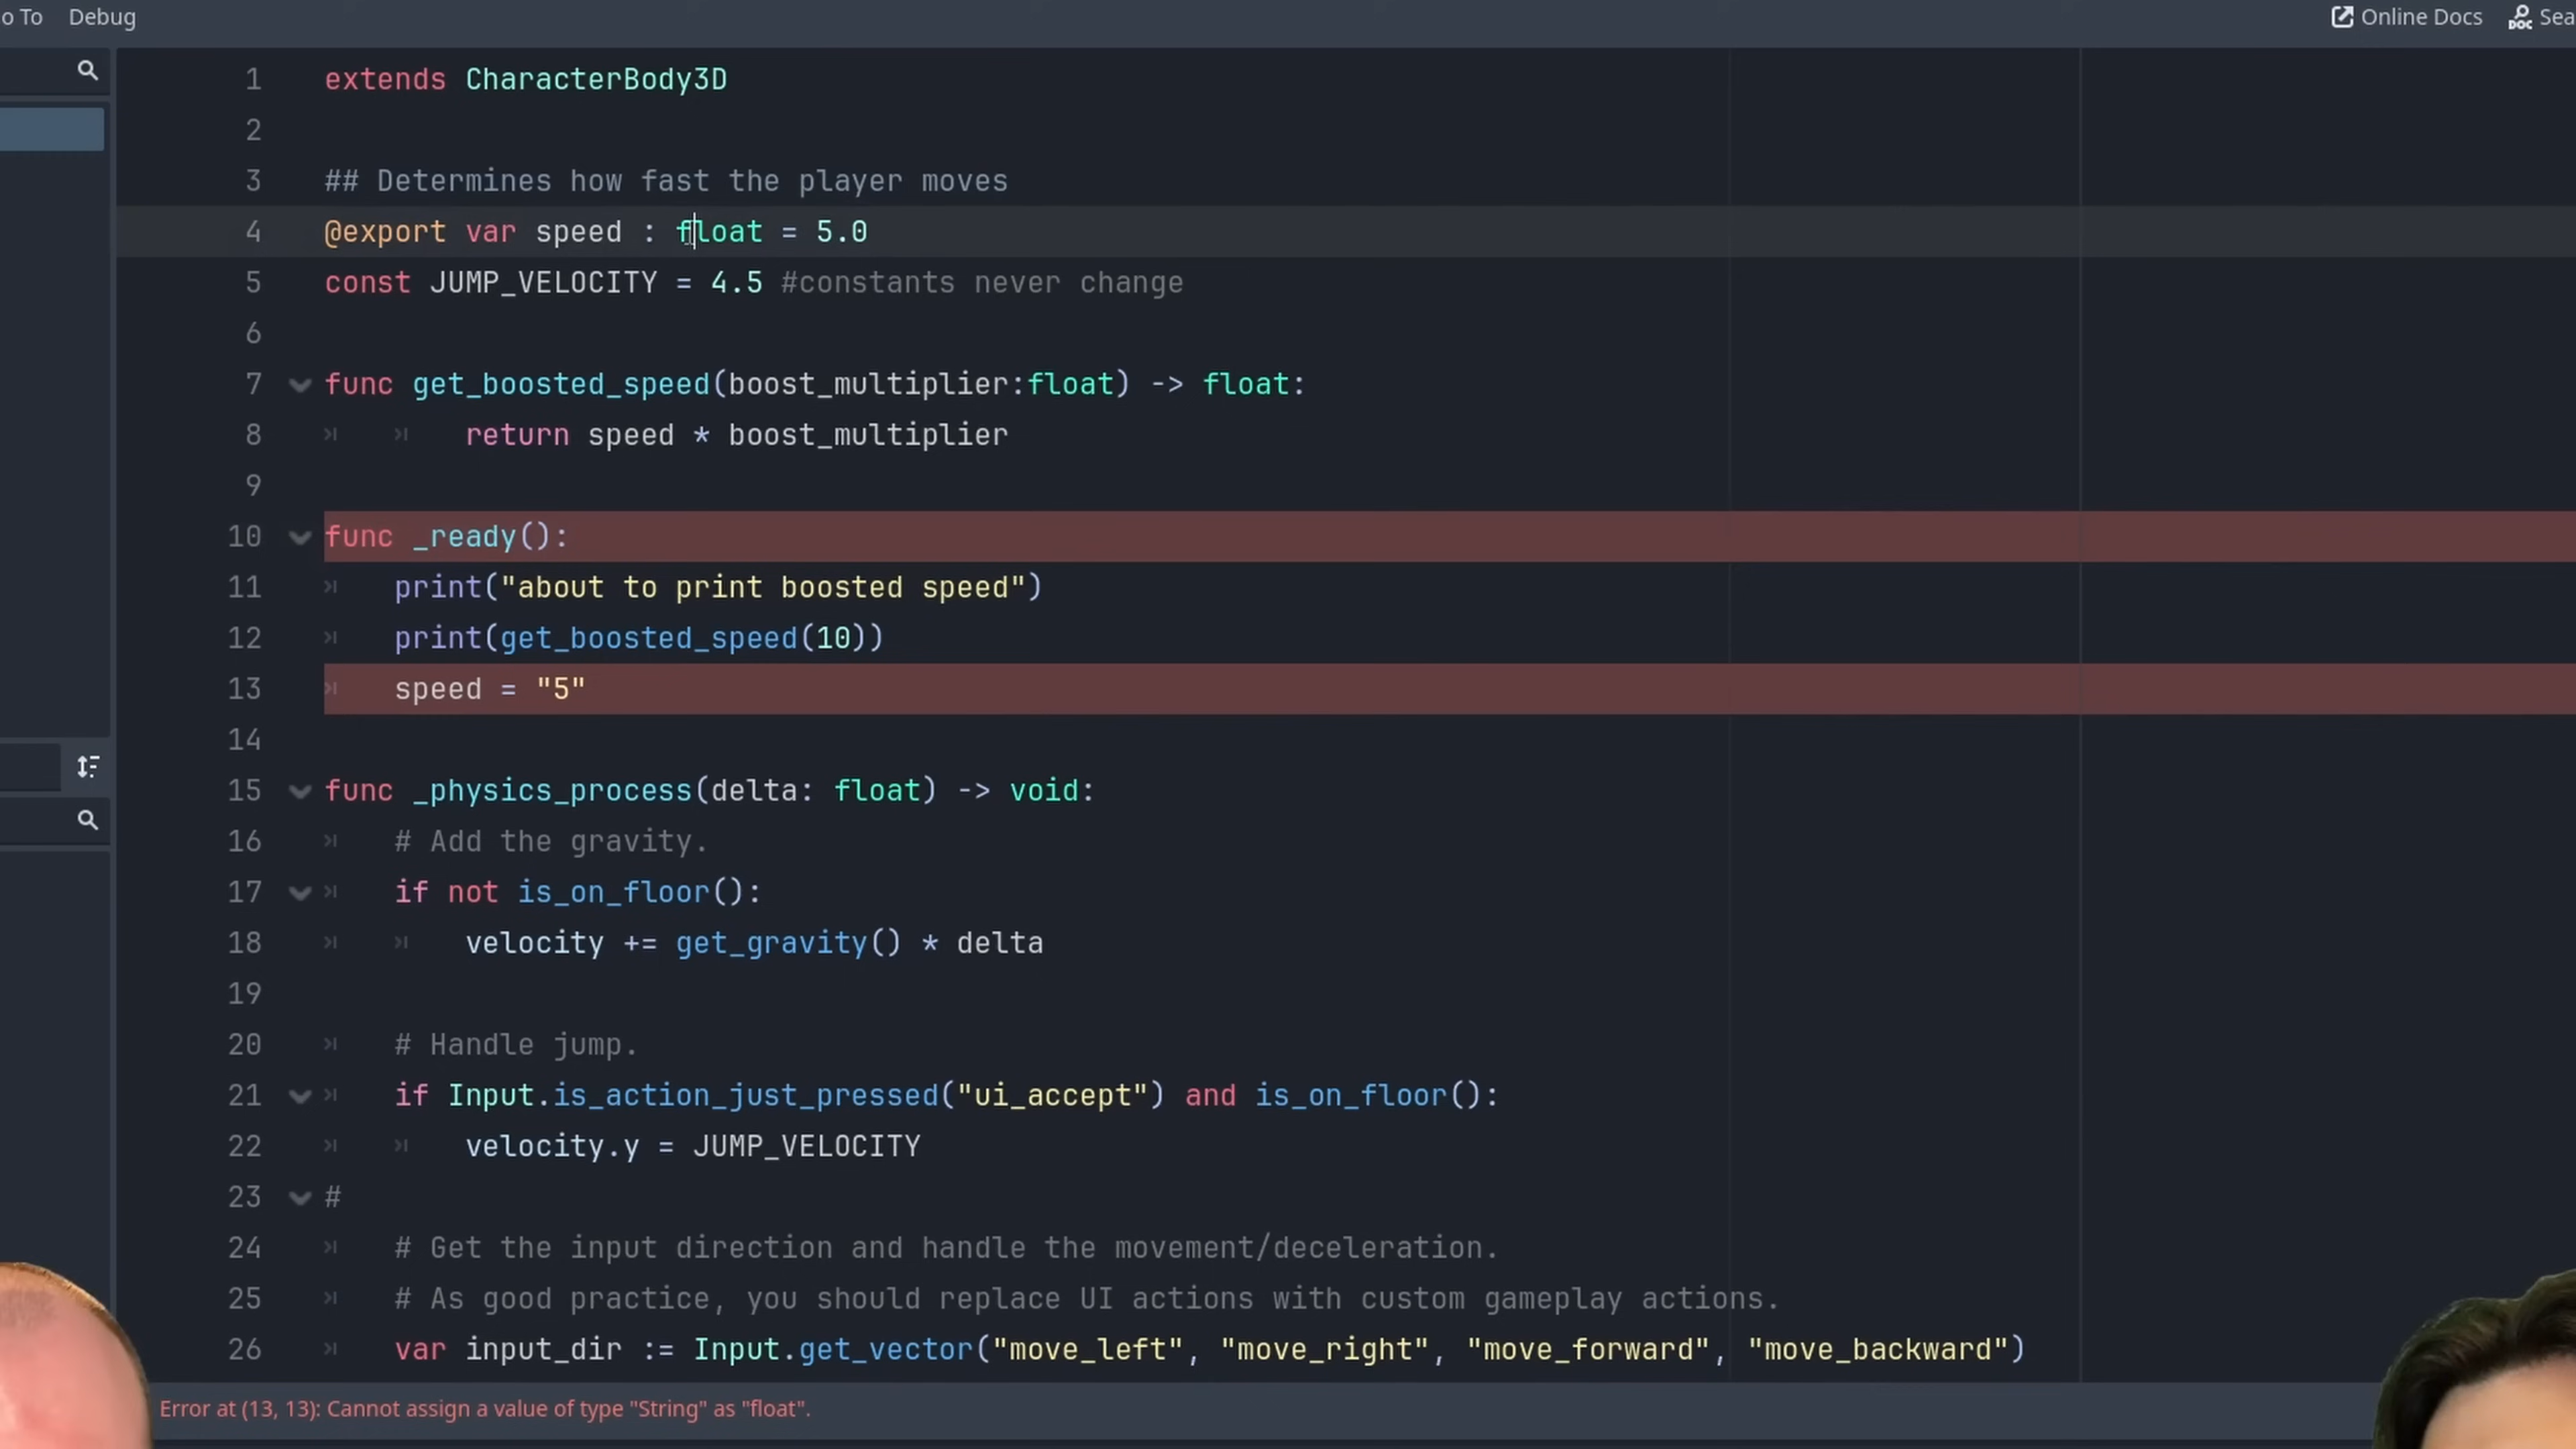 o To Debug Online Docs Sea
1 extends CharacterBody3D
2
3 ## Determines how fast the player moves
4 @export var speed : float = 5.0
5 const JUMP_VELOCITY = 4.5 #constants never change
6
7 func get_boosted_speed(boost_multiplier:float) -> float:
8 return speed * boost_multiplier
9
10 func _ready():
11 print("about to print boosted speed")
12 print(get_boosted_speed(10))
13 speed = "5"
14
15 func _physics_process(delta: float) -> void:
16 # Add the gravity.
17 if not is_on_floor():
18 velocity += get_gravity() * delta
19
20 # Handle jump.
21 if Input.is_action_just_pressed("ui_accept") and is_on_floor():
22 velocity.y = JUMP_VELOCITY
23 #
24 # Get the input direction and handle the movement/deceleration.
25 # As good practice, you should replace UI actions with custom gameplay actions.
26 var input_dir := Input.get_vector("move_left", "move_right", "move_forward", "move_backward")
Error at (13, 13): Cannot assign a value of type "String" as "float".